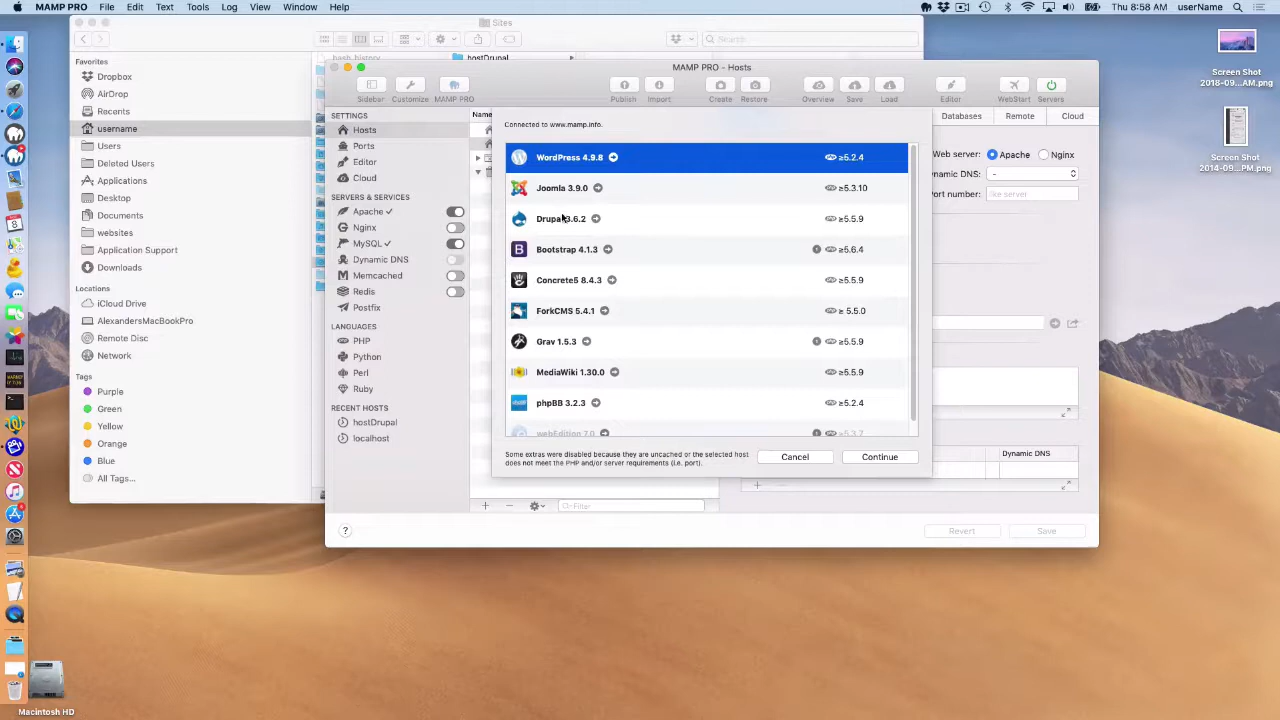 MAMP PRO File Edit Text Tools Log View Window Help Thu 8:58 AM userName
Sites
Search
Favorites
Dropbox
AirDrop
Recents
username
Users
Deleted Users
Applications
Desktop
Documents
websites
Application Support
Downloads
Locations
iCloud Drive
AlexandersMacBookPro
Remote Disc
Network
Tags
Purple
Green
Yellow
Orange
Blue
All Tags...
bash_history
hostDrupal
MAMP PRO - Hosts
Sidebar Customize MAMP PRO Publish Import Create Restore Overview Save Load Editor WebStart Servers
SETTINGS
Hosts
Ports
Editor
Cloud
SERVERS & SERVICES
Apache ✓
Nginx
MySQL ✓
Dynamic DNS
Memcached
Redis
Postfix
LANGUAGES
PHP
Python
Perl
Ruby
RECENT HOSTS
hostDrupal
localhost
Connected to www.mamp.info.
WordPress 4.9.8 ≥5.2.4
Joomla 3.9.0 ≥5.3.10
≥5.5.9
Bootstrap 4.1.3 ≥5.6.4
Concrete5 8.4.3 ≥5.5.9
ForkCMS 5.4.1 ≥ 5.5.0
Grav 1.5.3 ≥5.5.9
MediaWiki 1.30.0 ≥5.5.9
phpBB 3.2.3 ≥5.2.4
webEdition 7.0 ≥5.3.7
Some extras were disabled because they are uncached or the selected host
does not meet the PHP and/or server requirements (i.e. port).
Cancel Continue
Databases Remote Cloud
Web server: Apache Nginx
Dynamic DNS
Filter
Revert Save
Screen Shot
2018-09...AM.png
Screen Shot
2014-09...PM.png
Macintosh HD